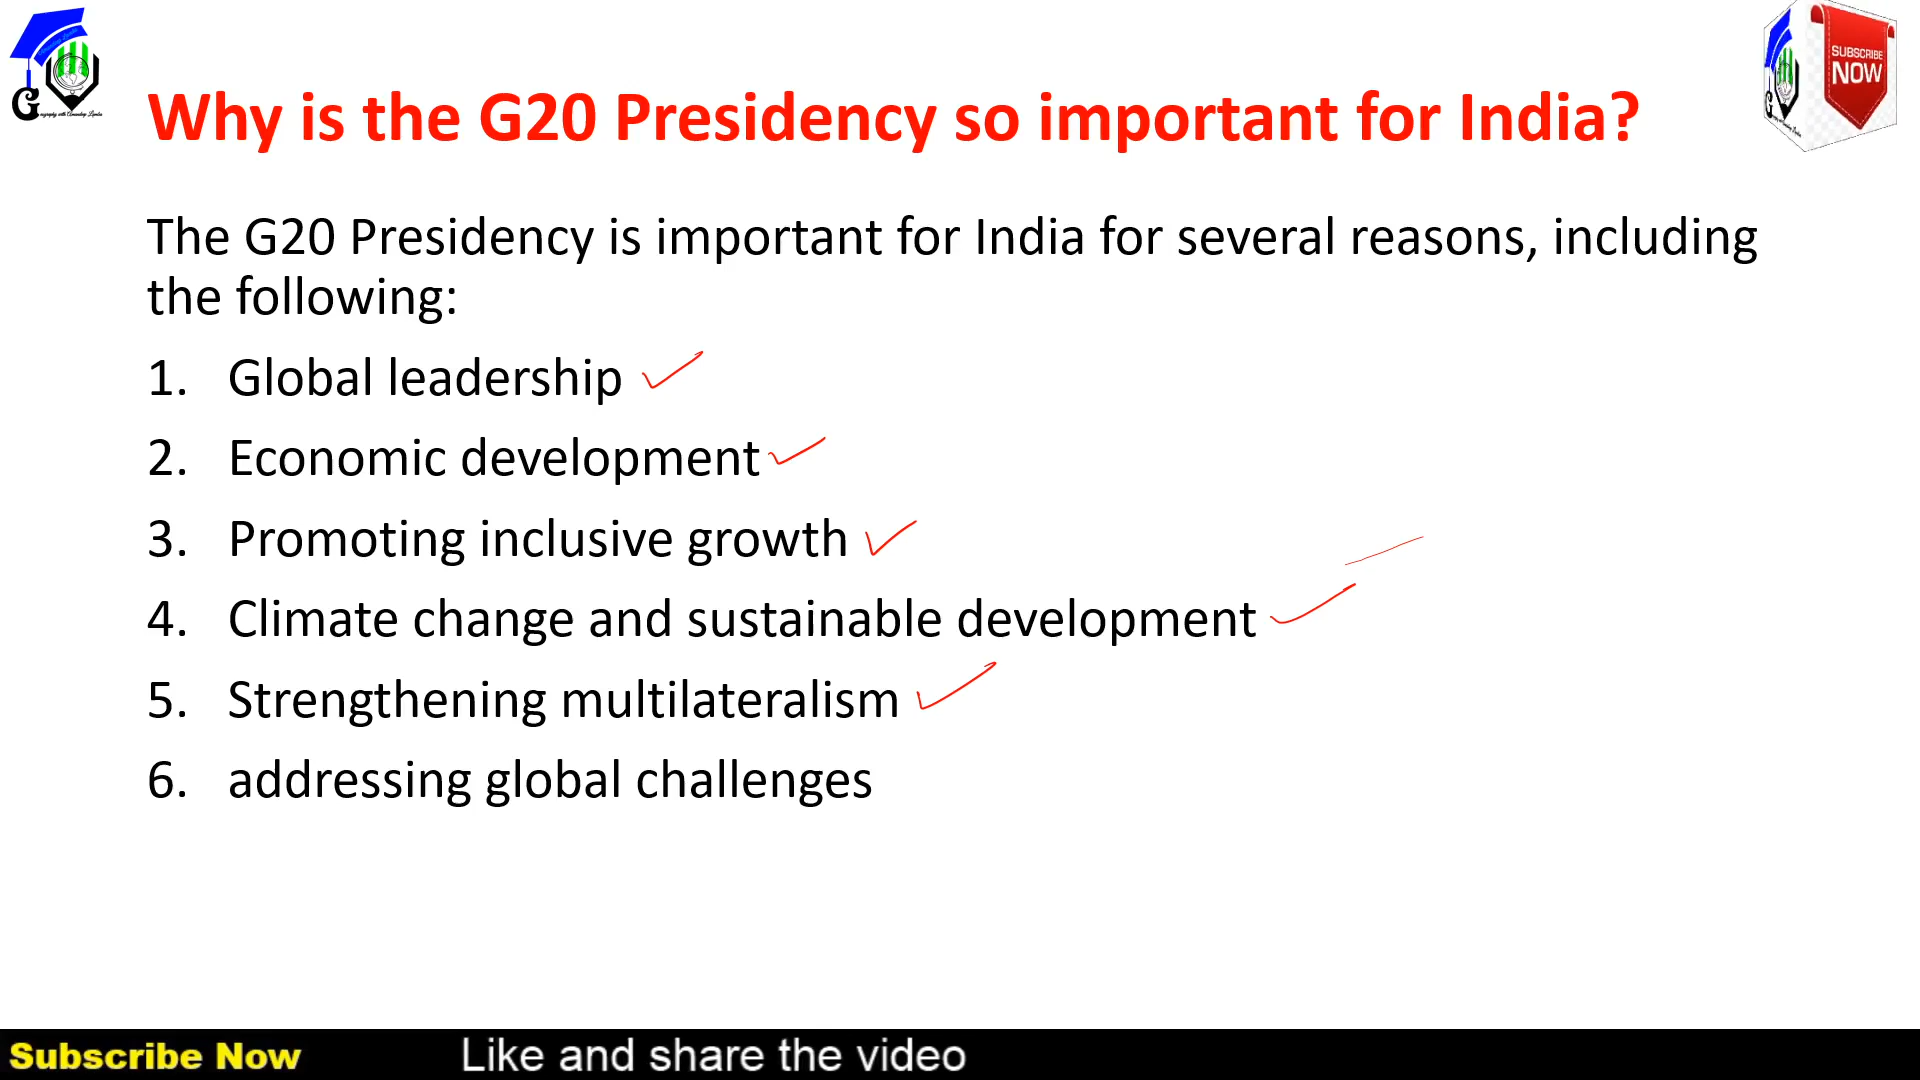 Why is the G20 Presidency so important for India?
SUBSCRIBE
NOW
The G20 Presidency is important for India for several reasons, including
the following:
1. Global leadership
2. Economic development
3. Promoting inclusive growth
4. Climate change and sustainable development
5. Strengthening multilateralism
6. addressing global challenges
Subscribe Now
Like and share the video